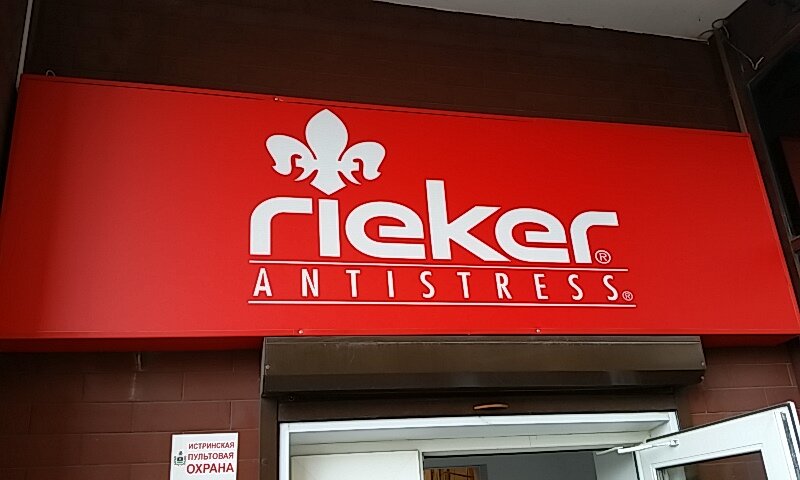 rieker®
ANTISTRESS®
ИСТРИНСКАЯ
ПУЛЬТОВАЯ
ОХРАНА